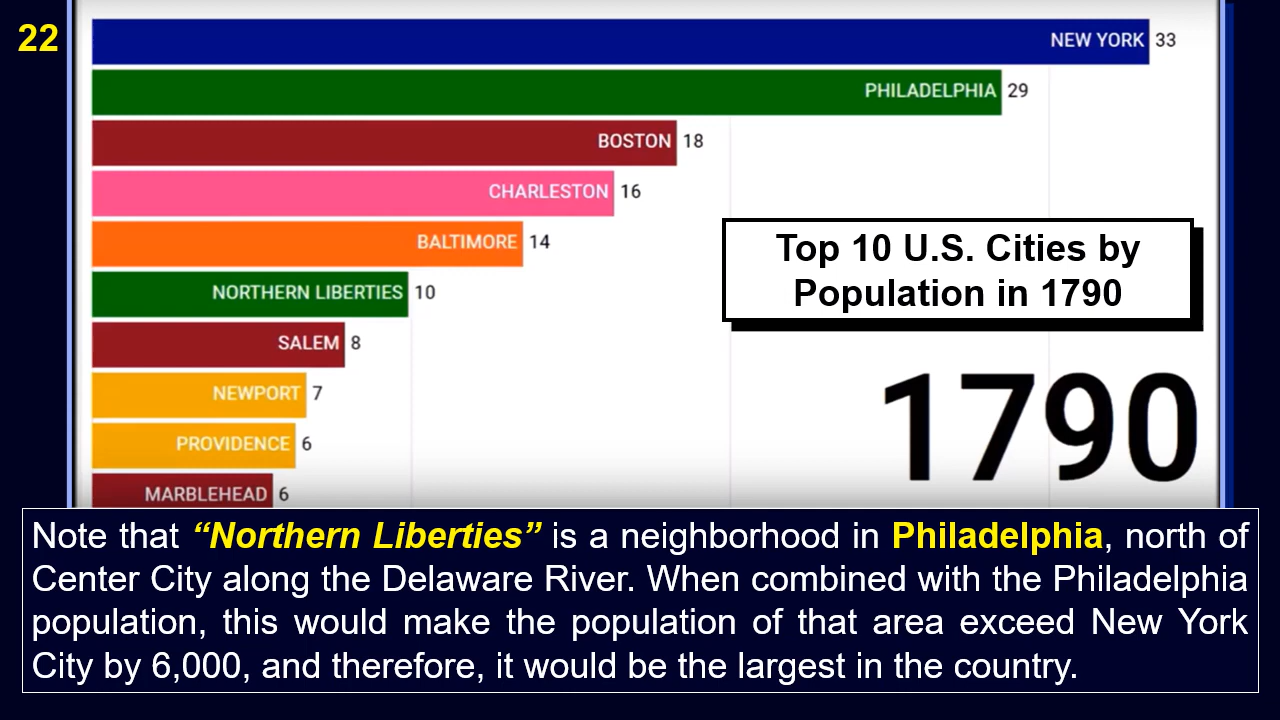 22
NEW YORK 33
PHILADELPHIA 29
BOSTON 18
CHARLESTON 16
BALTIMORE 14
NORTHERN LIBERTIES 10
SALEM 8
NEWPORT 7
PROVIDENCE 6
MARBLEHEAD 6
Top 10 U.S. Cities by
Population in 1790
1790
Note that “Northern Liberties” is a neighborhood in Philadelphia, north of
Center City along the Delaware River. When combined with the Philadelphia
population, this would make the population of that area exceed New York
City by 6,000, and therefore, it would be the largest in the country.